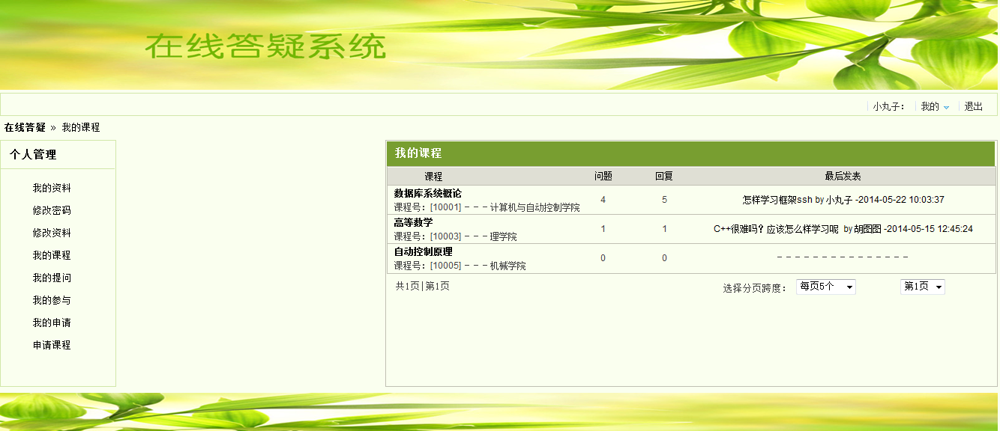 在线答疑系统
小丸子： 我的 退出
在线答疑 » 我的课程
个人管理
我的资料
修改密码
修改资料
我的课程
我的提问
我的参与
我的申请
申请课程
我的课程
课程 问题 回复 最后发表
数据库系统概论
课程号：[10001] － － － 计算机与自动控制学院
4 5 怎样学习框架ssh by 小丸子 -2014-05-22 10:03:37
高等数学
课程号：[10003] － － － 理学院
1 1 C++很难吗？应该怎么样学习呢 by 胡图图 -2014-05-15 12:45:24
自动控制原理
课程号：[10005] － － － 机械学院
0 0 － － － － － － － － － － － － － －
共1页|第1页 选择分页跨度： 每页5个 第1页